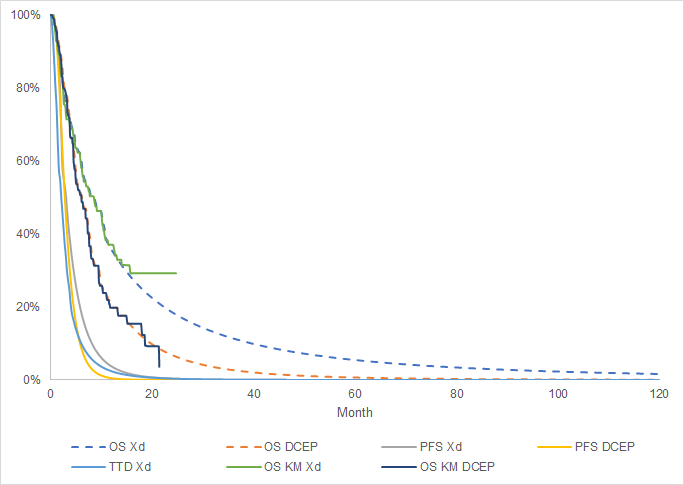 100%
80%
60%
40%
20%
0%
0 20 40 60 80 100 120
Month
OS Xd OS DCEP PFS Xd PFS DCEP
TTD Xd OS KM Xd OS KM DCEP